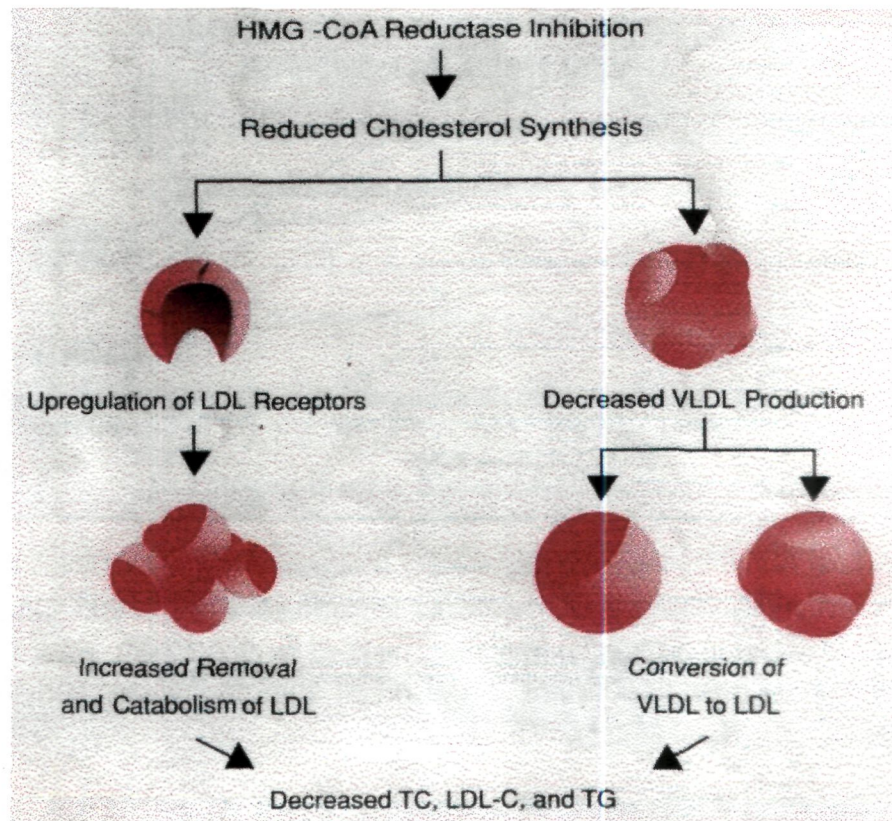 HMG -CoA Reductase Inhibition
Reduced Cholesterol Synthesis
Upregulation of LDL Receptors
Decreased VLDL Production
Increased Removal
and Catabolism of LDL
Conversion of
VLDL to LDL
Decreased TC, LDL-C, and TG